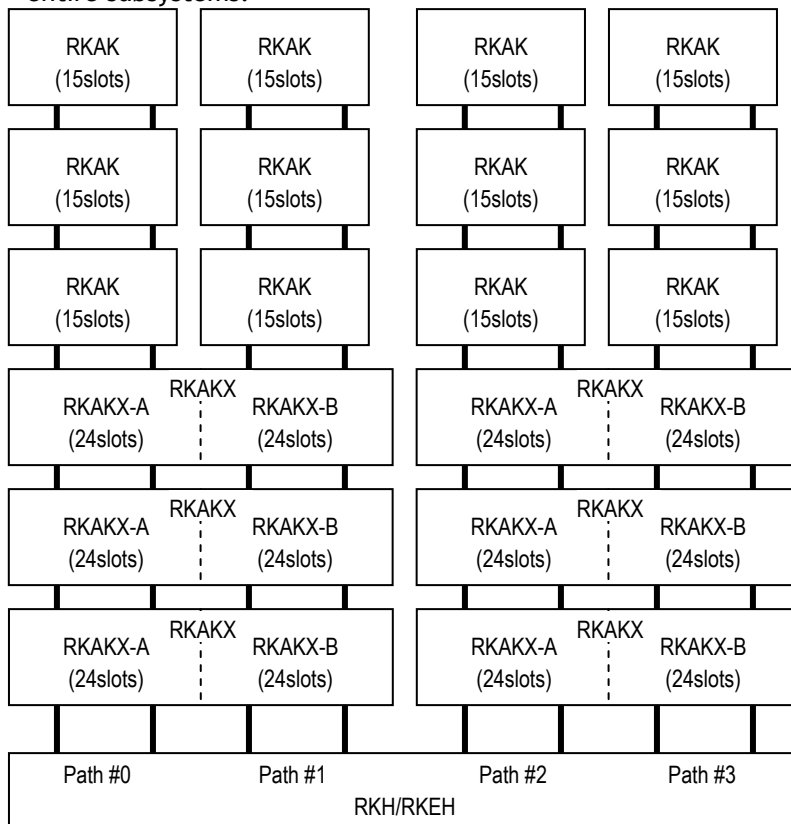 entire subsystems.
RKAK RKAK RKAK RKAK
(15slots) (15slots) (15slots) (15slots)
RKAK RKAK RKAK RKAK
(15slots) (15slots) (15slots) (15slots)
RKAK RKAK RKAK RKAK
(15slots) (15slots) (15slots) (15slots)
RKAKX RKAKX
RKAKX-A RKAKX-B RKAKX-A RKAKX-B
(24slots) (24slots) (24slots) (24slots)
RKAKX RKAKX
RKAKX-A RKAKX-B RKAKX-A RKAKX-B
(24slots) (24slots) (24slots) (24slots)
RKAKX RKAKX
RKAKX-A RKAKX-B RKAKX-A RKAKX-B
(24slots) (24slots) (24slots) (24slots)
Path #0 Path #1 Path #2 Path #3
RKH/RKEH